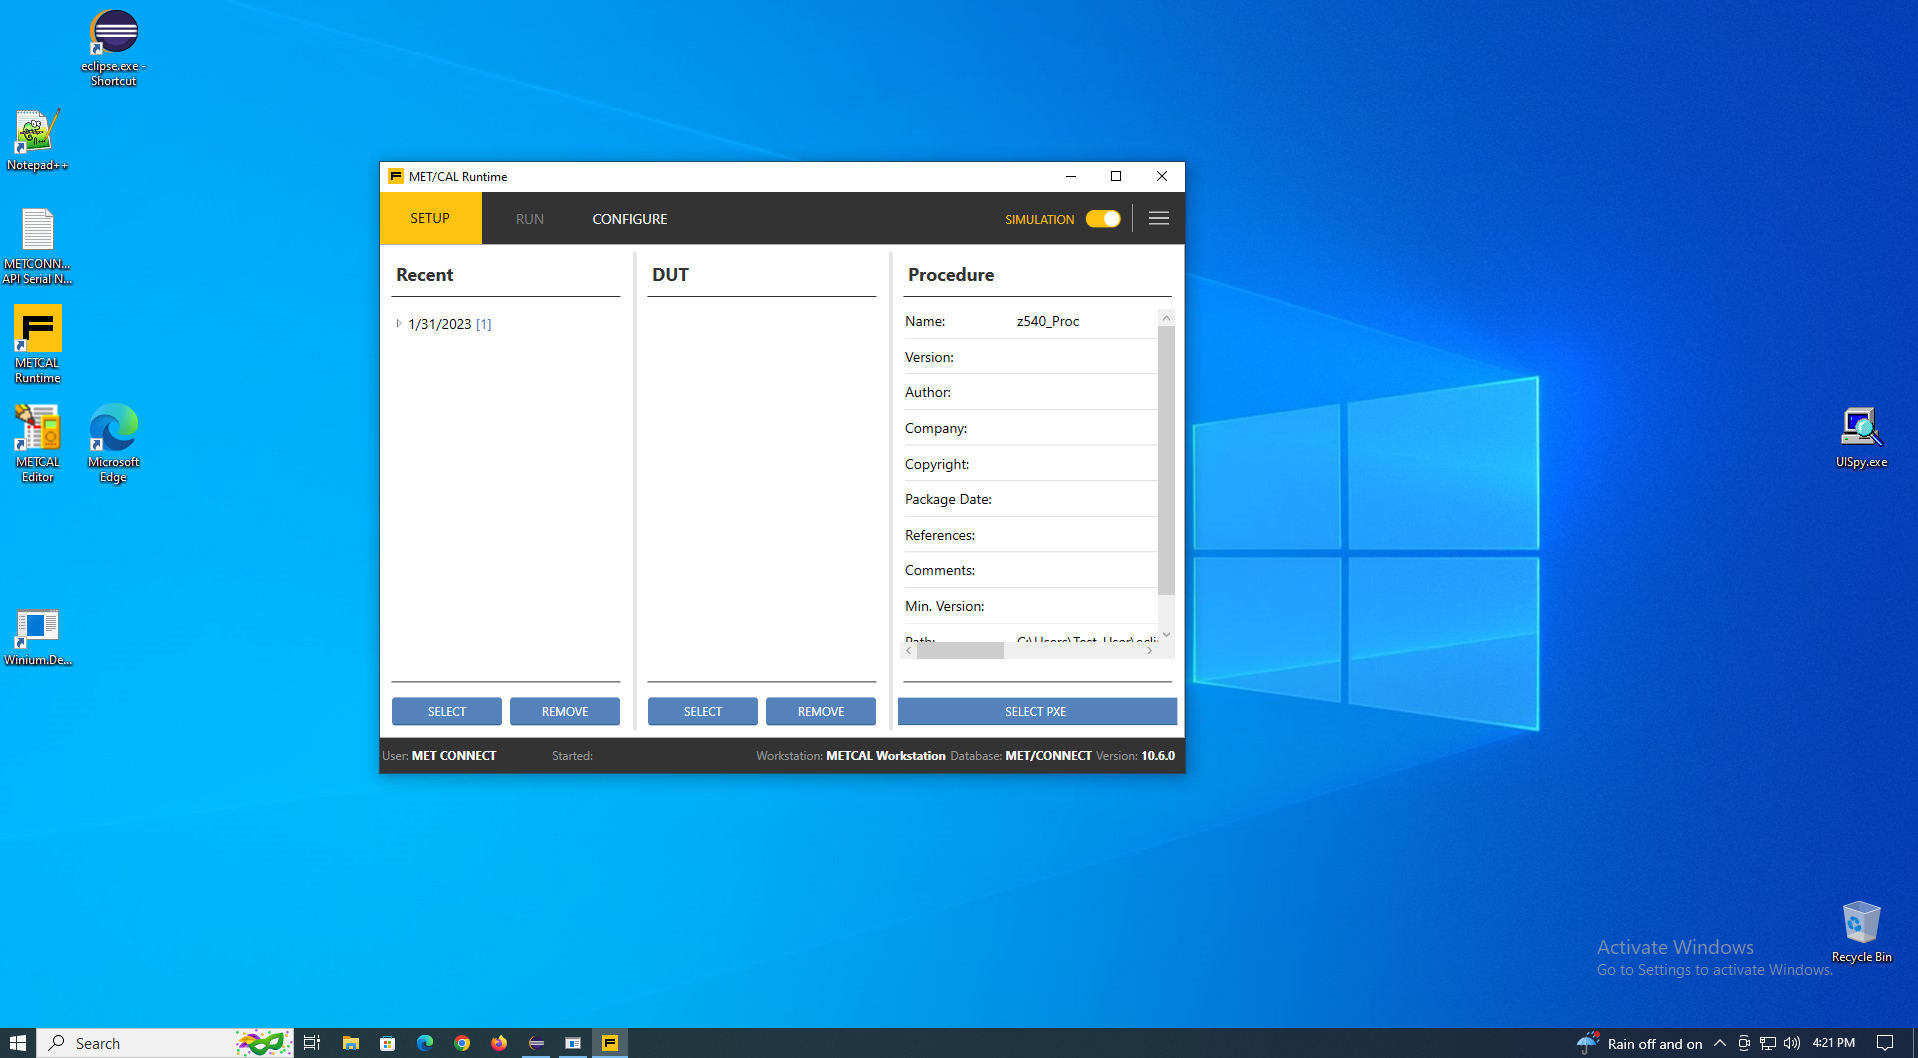 eclipse.exe -
Shortcut
Notepad++
METCONN...
API Serial N...
METCAL
Runtime
METCAL
Editor
Microsoft
Edge
Winium.De...
MET/CAL Runtime
SETUP
RUN
CONFIGURE
SIMULATION
Recent
1/31/2023 [1]
SELECT
REMOVE
DUT
SELECT
REMOVE
Procedure
Name: z540_Proc
Version:
Author:
Company:
Copyright:
Package Date:
References:
Comments:
Min. Version:
Path: C:\Users\Test_User\ecli
SELECT PXE
User: MET CONNECT
Started:
Workstation: METCAL Workstation Database: MET/CONNECT Version: 10.6.0
UISpy.exe
Activate Windows
Go to Settings to activate Windows.
Recycle Bin
Search
Rain off and on
4:21 PM